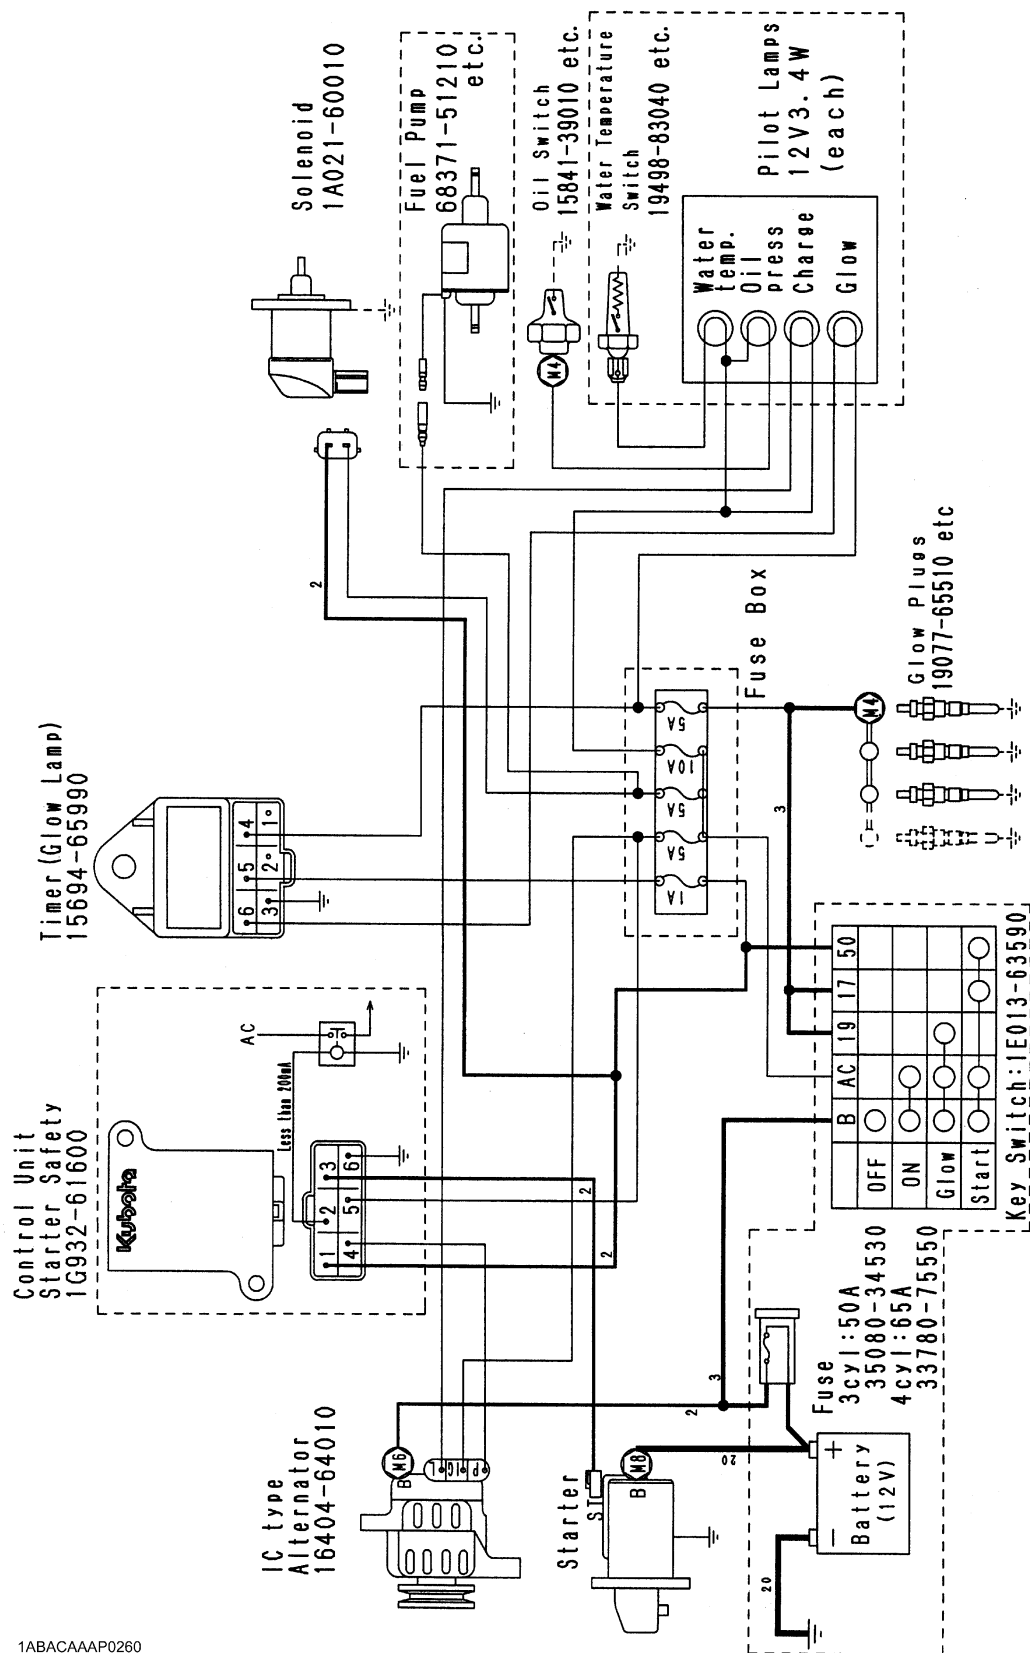 Solenoid
1A021-60010
Fuel Pump
68371-51210
etc.
Oil Switch
15841-39010 etc.
Water Temperature
Switch
19498-83040 etc.
Pilot Lamps
12V3.4W
(each)
Water
temp.
Oil
press
Charge
Glow
M4
2
Timer(Glow Lamp)
15694-65990
6 5 4
3 2 1
Fuse Box
5A
10A
5A
5A
1A
M4
Glow Plugs
19077-65510 etc
3
Control Unit
Starter Safety
1G932-61600
Kubota
AC
Less than 200mA
1 2 3
4 5 6
2
2
B AC 19 17 50
OFF
ON
Glow
Start
Key Switch:1E013-63590
IC type
Alternator
16404-64010
M6
B
L
IG
P
Starter
ST
M8
B
2
3
20
Fuse
3cyl:50A
35080-34530
4cyl:65A
33780-75550
Battery
(12V)
+
−
20
1ABACAAAP0260